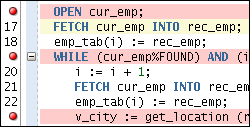 OPEN cur_emp;
17 FETCH cur_emp INTO rec_emp;
18 emp_tab(i) := rec_emp;
WHILE (cur_emp%FOUND) AND (i
20 i := i + 1;
21 FETCH cur_emp INTO rec_emp
22 emp_tab(i) := rec_emp;
v_city := get_location (